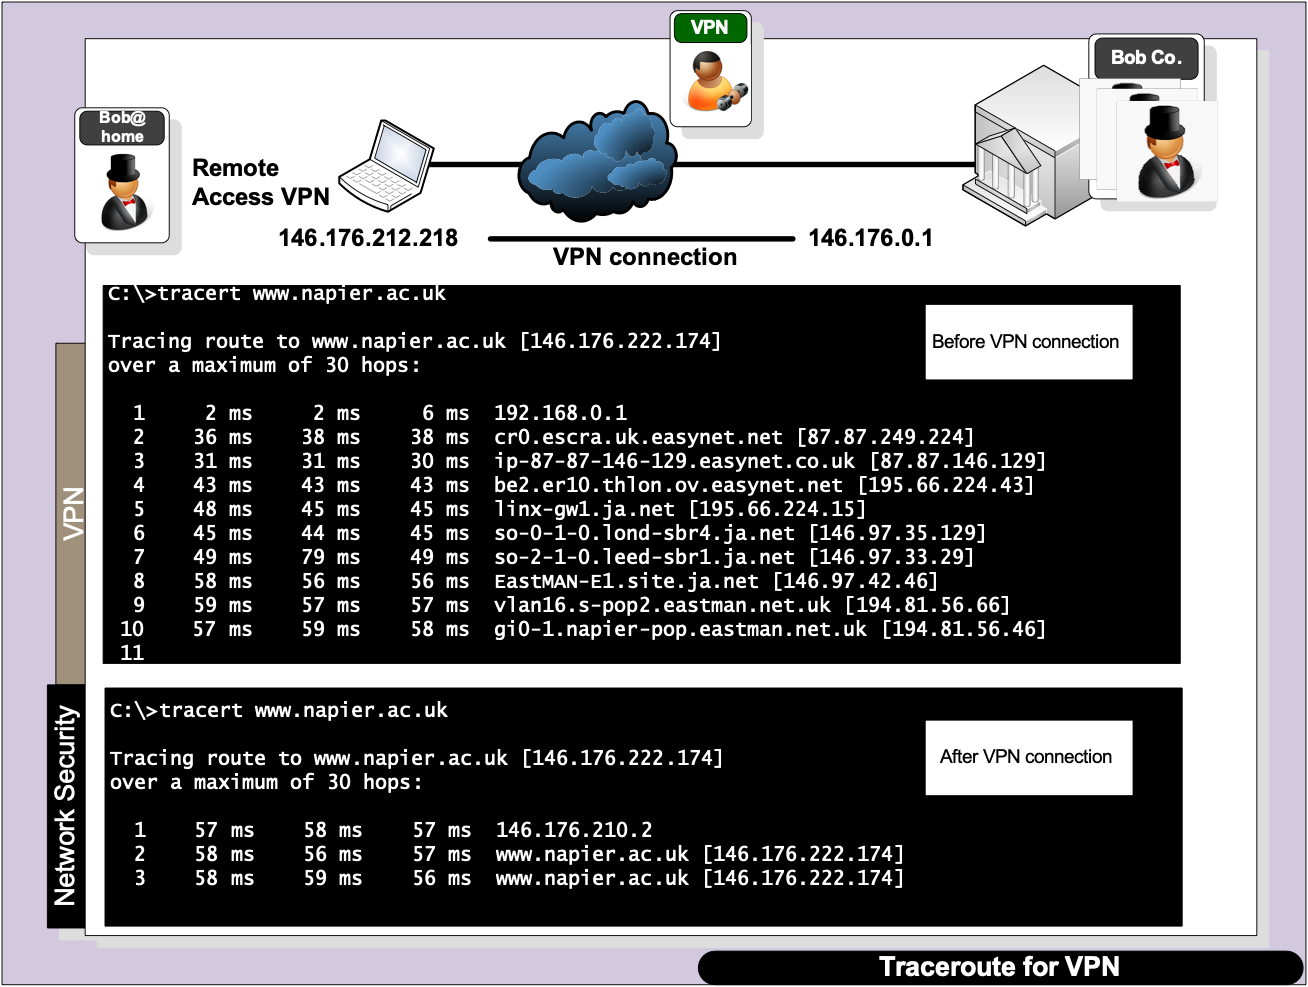 VPN
Bob Co.
Bob@
home
Remote
Access VPN
146.176.212.218
146.176.0.1
VPN connection
C:\>tracert www.napier.ac.uk
Tracing route to www.napier.ac.uk [146.176.222.174]
over a maximum of 30 hops:
Before VPN connection
1 2 ms 2 ms 6 ms 192.168.0.1
2 36 ms 38 ms 38 ms cr0.escra.uk.easynet.net [87.87.249.224]
3 31 ms 31 ms 30 ms ip-87-87-146-129.easynet.co.uk [87.87.146.129]
4 43 ms 43 ms 43 ms be2.er10.thlon.ov.easynet.net [195.66.224.43]
5 48 ms 45 ms 45 ms linx-gw1.ja.net [195.66.224.15]
6 45 ms 44 ms 45 ms so-0-1-0.lond-sbr4.ja.net [146.97.35.129]
7 49 ms 79 ms 49 ms so-2-1-0.leed-sbr1.ja.net [146.97.33.29]
8 58 ms 56 ms 56 ms EastMAN-E1.site.ja.net [146.97.42.46]
9 59 ms 57 ms 57 ms vlan16.s-pop2.eastman.net.uk [194.81.56.66]
10 57 ms 59 ms 58 ms gi0-1.napier-pop.eastman.net.uk [194.81.56.46]
11
C:\>tracert www.napier.ac.uk
Tracing route to www.napier.ac.uk [146.176.222.174]
over a maximum of 30 hops:
After VPN connection
1 57 ms 58 ms 57 ms 146.176.210.2
2 58 ms 56 ms 57 ms www.napier.ac.uk [146.176.222.174]
3 58 ms 59 ms 56 ms www.napier.ac.uk [146.176.222.174]
VPN
Network Security
Traceroute for VPN